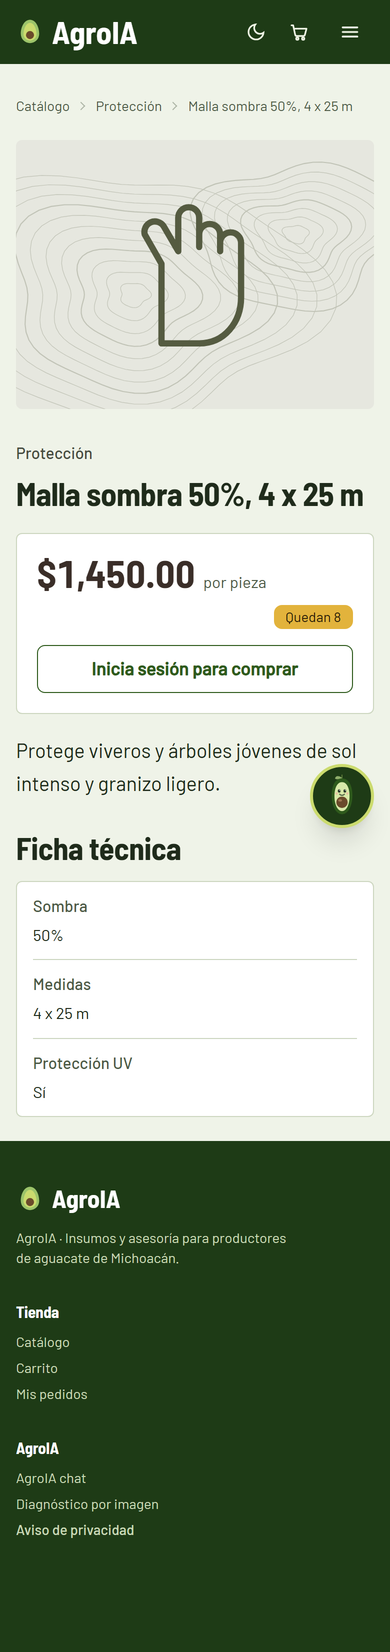 AgroIA
Catálogo > Protección > Malla sombra 50%, 4 x 25 m
Protección
Malla sombra 50%, 4 x 25 m
$1,450.00 por pieza
Quedan 8
Inicia sesión para comprar
Protege viveros y árboles jóvenes de sol
intenso y granizo ligero.
Ficha técnica
Sombra
50%
Medidas
4 x 25 m
Protección UV
Sí
AgroIA
AgroIA · Insumos y asesoría para productores
de aguacate de Michoacán.
Tienda
Catálogo
Carrito
Mis pedidos
AgroIA
AgroIA chat
Diagnóstico por imagen
Aviso de privacidad